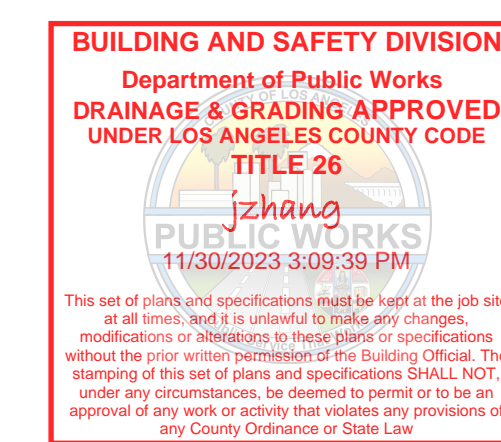 BUILDING AND SAFETY DIVISION
Department of Public Works
DRAINAGE & GRADING APPROVED
UNDER LOS ANGELES COUNTY CODE
TITLE 26
jzhang
PUBLIC WORKS
11/30/2023 3:09:39 PM
This set of plans and specifications must be kept at the job site
at all times, and it is unlawful to make any changes,
modifications or alterations to these plans or specifications
without the prior written permission of the Building Official. The
stamping of this set of plans and specifications SHALL NOT,
under any circumstances, be deemed to permit or to be an
approval of any work or activity that violates any provisions of
any County Ordinance or State Law
COUNTY OF LOS ANGELES